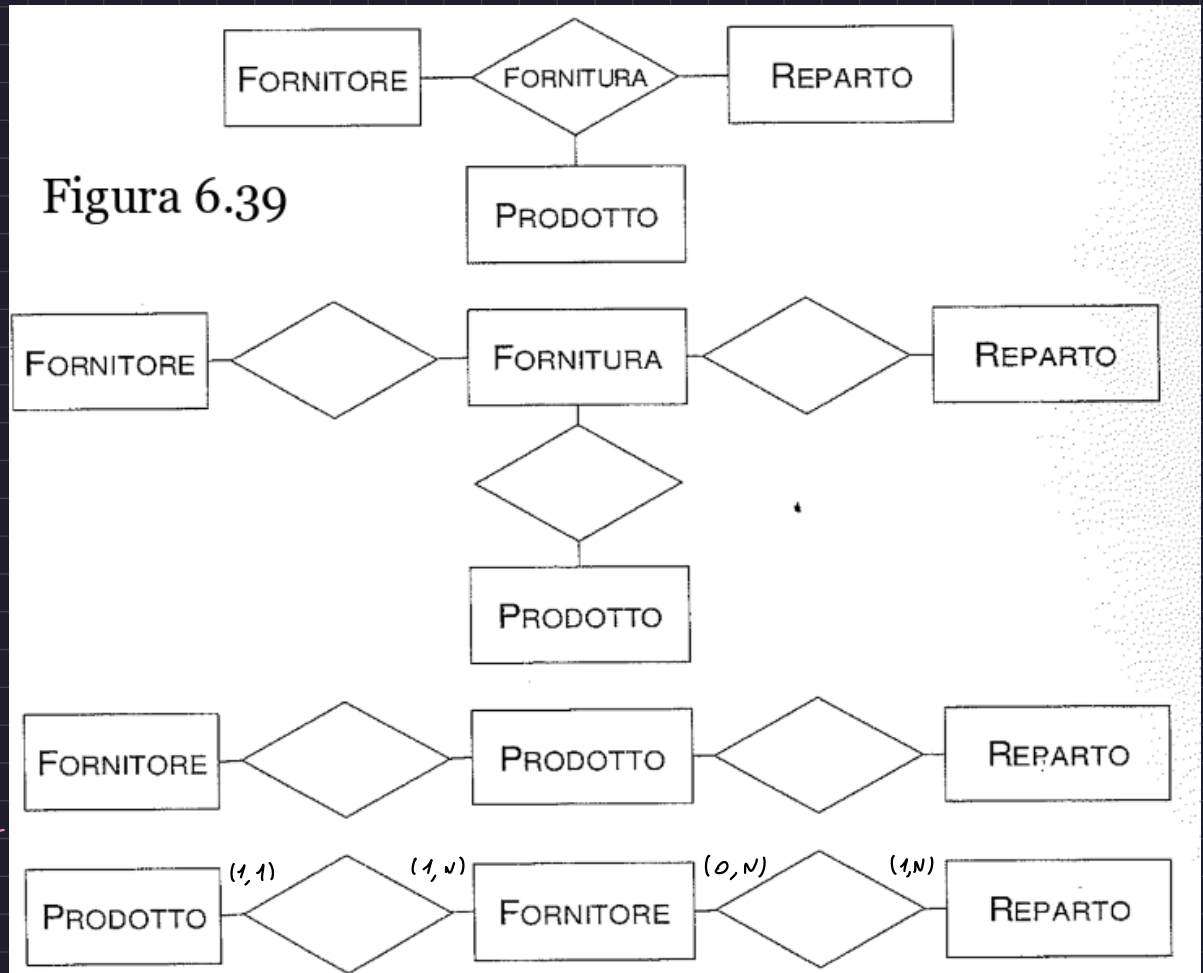 FORNITORE FORNITURA REPARTO
Figura 6.39
PRODOTTO
FORNITORE FORNITURA REPARTO
PRODOTTO
FORNITORE PRODOTTO REPARTO
(1,1) (1,N) (0,N) (1,N)
PRODOTTO FORNITORE REPARTO